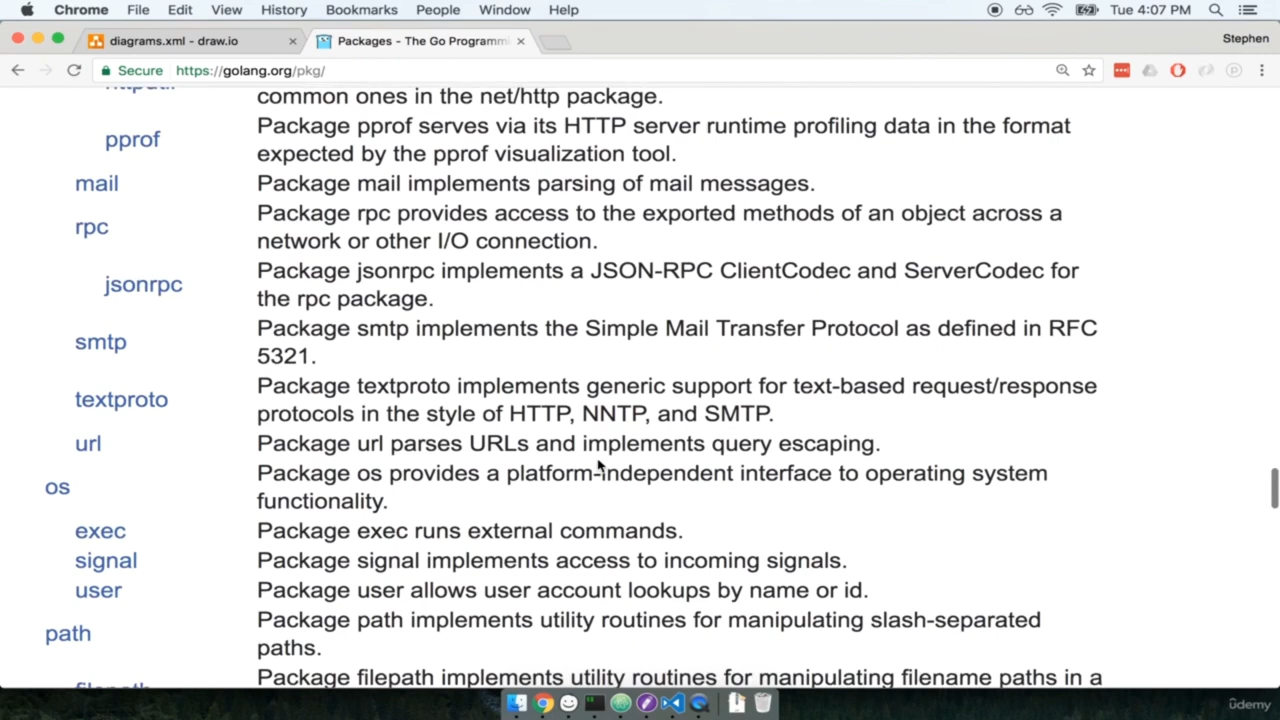 Chrome File Edit View History Bookmarks People Window Help Tue 4:07 PM
diagrams.xml - draw.io Packages - The Go Programmi Stephen
Secure https://golang.org/pkg/
common ones in the net/http package.
pprof Package pprof serves via its HTTP server runtime profiling data in the format
expected by the pprof visualization tool.
mail Package mail implements parsing of mail messages.
rpc Package rpc provides access to the exported methods of an object across a
network or other I/O connection.
jsonrpc Package jsonrpc implements a JSON-RPC ClientCodec and ServerCodec for
the rpc package.
smtp Package smtp implements the Simple Mail Transfer Protocol as defined in RFC
5321.
textproto Package textproto implements generic support for text-based request/response
protocols in the style of HTTP, NNTP, and SMTP.
url Package url parses URLs and implements query escaping.
os Package os provides a platform-independent interface to operating system
functionality.
exec Package exec runs external commands.
signal Package signal implements access to incoming signals.
user Package user allows user account lookups by name or id.
path Package path implements utility routines for manipulating slash-separated
paths.
filepath Package filepath implements utility routines for manipulating filename paths in a
udemy